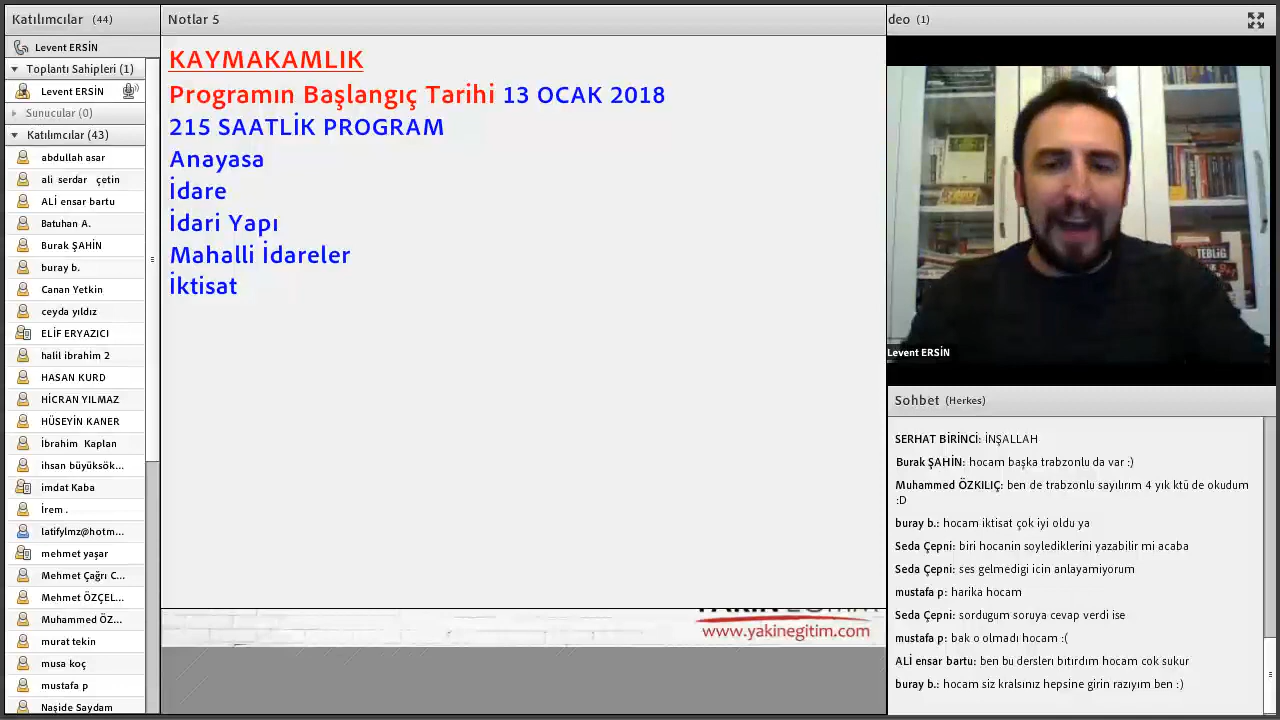 Katılımcılar (44)
Levent ERSİN
Toplantı Sahipleri (1)
Levent ERSİN
Sunucular (0)
Katılımcılar (43)
abdullah asar
ali serdar çetin
ALİ ensar bartu
Batuhan A.
Burak ŞAHİN
buray b.
Canan Yetkin
ceyda yıldız
ELİF ERYAZICI
halil ibrahim 2
HASAN KURD
HİCRAN YILMAZ
HÜSEYİN KANER
İbrahim Kaplan
ihsan büyüksök...
imdat Kaba
İrem .
latifylmz@hotm...
mehmet yaşar
Mehmet Çağrı C...
Mehmet ÖZÇEL...
Muhammed ÖZ...
murat tekin
musa koç
mustafa p
Naşide Saydam
Notlar 5
KAYMAKAMLIK
Programın Başlangıç Tarihi 13 OCAK 2018
215 SAATLİK PROGRAM
Anayasa
İdare
İdari Yapı
Mahalli İdareler
İktisat
www.yakinegitim.com
deo (1)
TEBLİĞ
Levent ERSİN
Sohbet (Herkes)
SERHAT BİRİNCİ: İNŞALLAH
Burak ŞAHİN: hocam başka trabzonlu da var :)
Muhammed ÖZKILIÇ: ben de trabzonlu sayılırım 4 yık ktü de okudum
:D
buray b.: hocam iktisat çok iyi oldu ya
Seda Çepni: biri hocanin soylediklerini yazabilir mi acaba
Seda Çepni: ses gelmedigi icin anlayamiyorum
mustafa p: harika hocam
Seda Çepni: sordugum soruya cevap verdi ise
mustafa p: bak o olmadı hocam :(
ALİ ensar bartu: ben bu derslerı bıtırdım hocam cok sukur
buray b.: hocam siz kralsınız hepsine girin razıyım ben :)